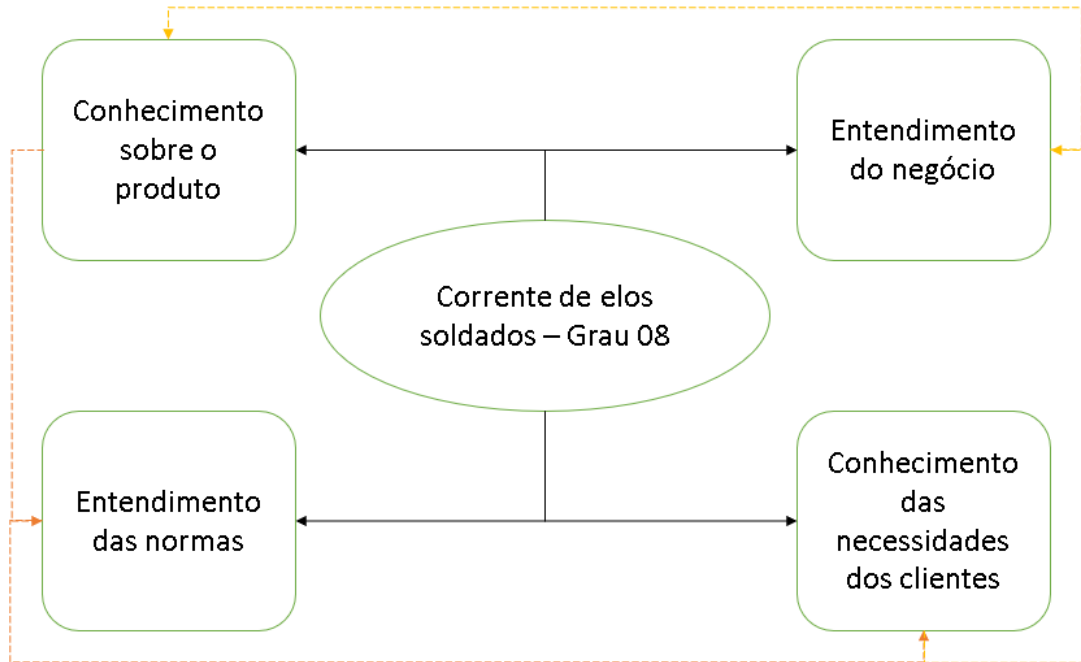 Conhecimento
sobre o
produto
Entendimento
do negócio
Corrente de elos
soldados – Grau 08
Entendimento
das normas
Conhecimento
das
necessidades
dos clientes